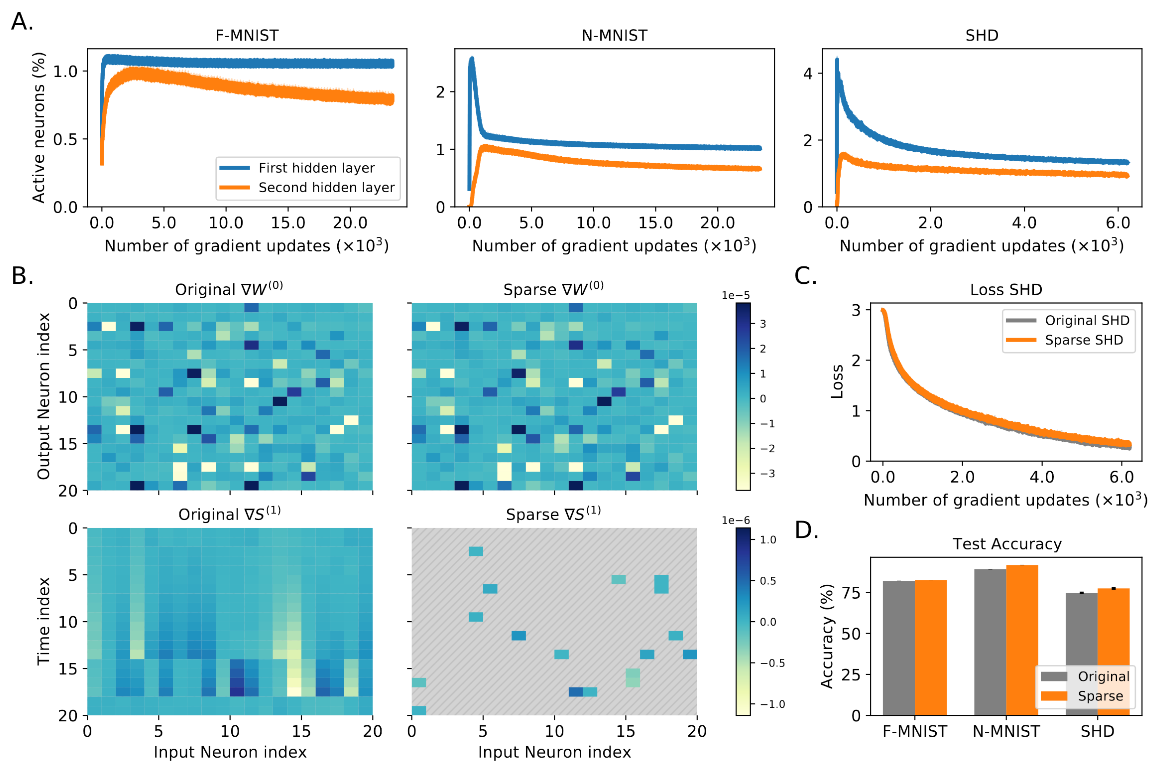 A.
F-MNIST
N-MNIST
SHD
Active neurons (%)
1.0
0.5
0.0
2
1
0
4
2
0
First hidden layer
Second hidden layer
0.0 5.0 10.0 15.0 20.0
0.0 5.0 10.0 15.0 20.0
0.0 2.0 4.0 6.0
Number of gradient updates (×10³)
Number of gradient updates (×10³)
Number of gradient updates (×10³)
B.
Original ∇W⁽⁰⁾
Sparse ∇W⁽⁰⁾
Output Neuron index
0
5
10
15
20
1e−5
3
2
1
0
−1
−2
−3
Original ∇S⁽¹⁾
Sparse ∇S⁽¹⁾
Time index
0
5
10
15
20
0 5 10 15 20
0 5 10 15 20
Input Neuron index
Input Neuron index
1e−6
1.0
0.5
0.0
−0.5
−1.0
C.
Loss SHD
Loss
3
2
1
0
Original SHD
Sparse SHD
0.0 2.0 4.0 6.0
Number of gradient updates (×10³)
D.
Test Accuracy
Accuracy (%)
75
50
25
0
Original
Sparse
F-MNIST N-MNIST SHD